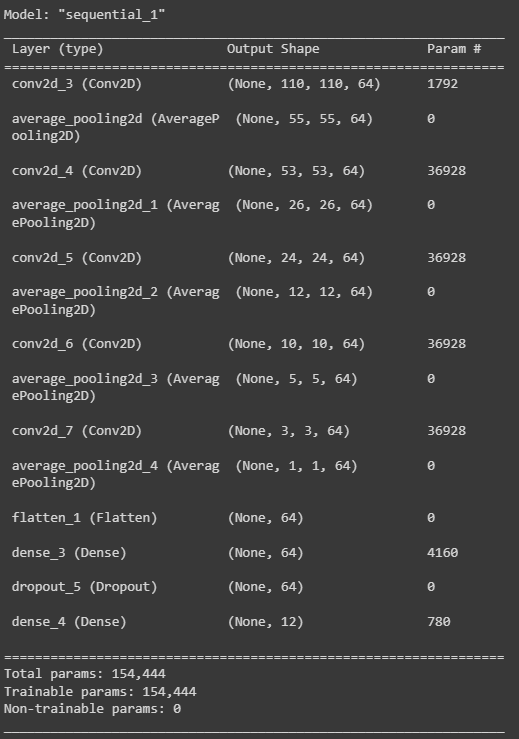 Model: "sequential_1"
_________________________________________________________________
Layer (type) Output Shape Param #
=================================================================
conv2d_3 (Conv2D) (None, 110, 110, 64) 1792
average_pooling2d (AverageP (None, 55, 55, 64) 0
ooling2D)
conv2d_4 (Conv2D) (None, 53, 53, 64) 36928
average_pooling2d_1 (Averag (None, 26, 26, 64) 0
ePooling2D)
conv2d_5 (Conv2D) (None, 24, 24, 64) 36928
average_pooling2d_2 (Averag (None, 12, 12, 64) 0
ePooling2D)
conv2d_6 (Conv2D) (None, 10, 10, 64) 36928
average_pooling2d_3 (Averag (None, 5, 5, 64) 0
ePooling2D)
conv2d_7 (Conv2D) (None, 3, 3, 64) 36928
average_pooling2d_4 (Averag (None, 1, 1, 64) 0
ePooling2D)
flatten_1 (Flatten) (None, 64) 0
dense_3 (Dense) (None, 64) 4160
dropout_5 (Dropout) (None, 64) 0
dense_4 (Dense) (None, 12) 780
=================================================================
Total params: 154,444
Trainable params: 154,444
Non-trainable params: 0
_________________________________________________________________